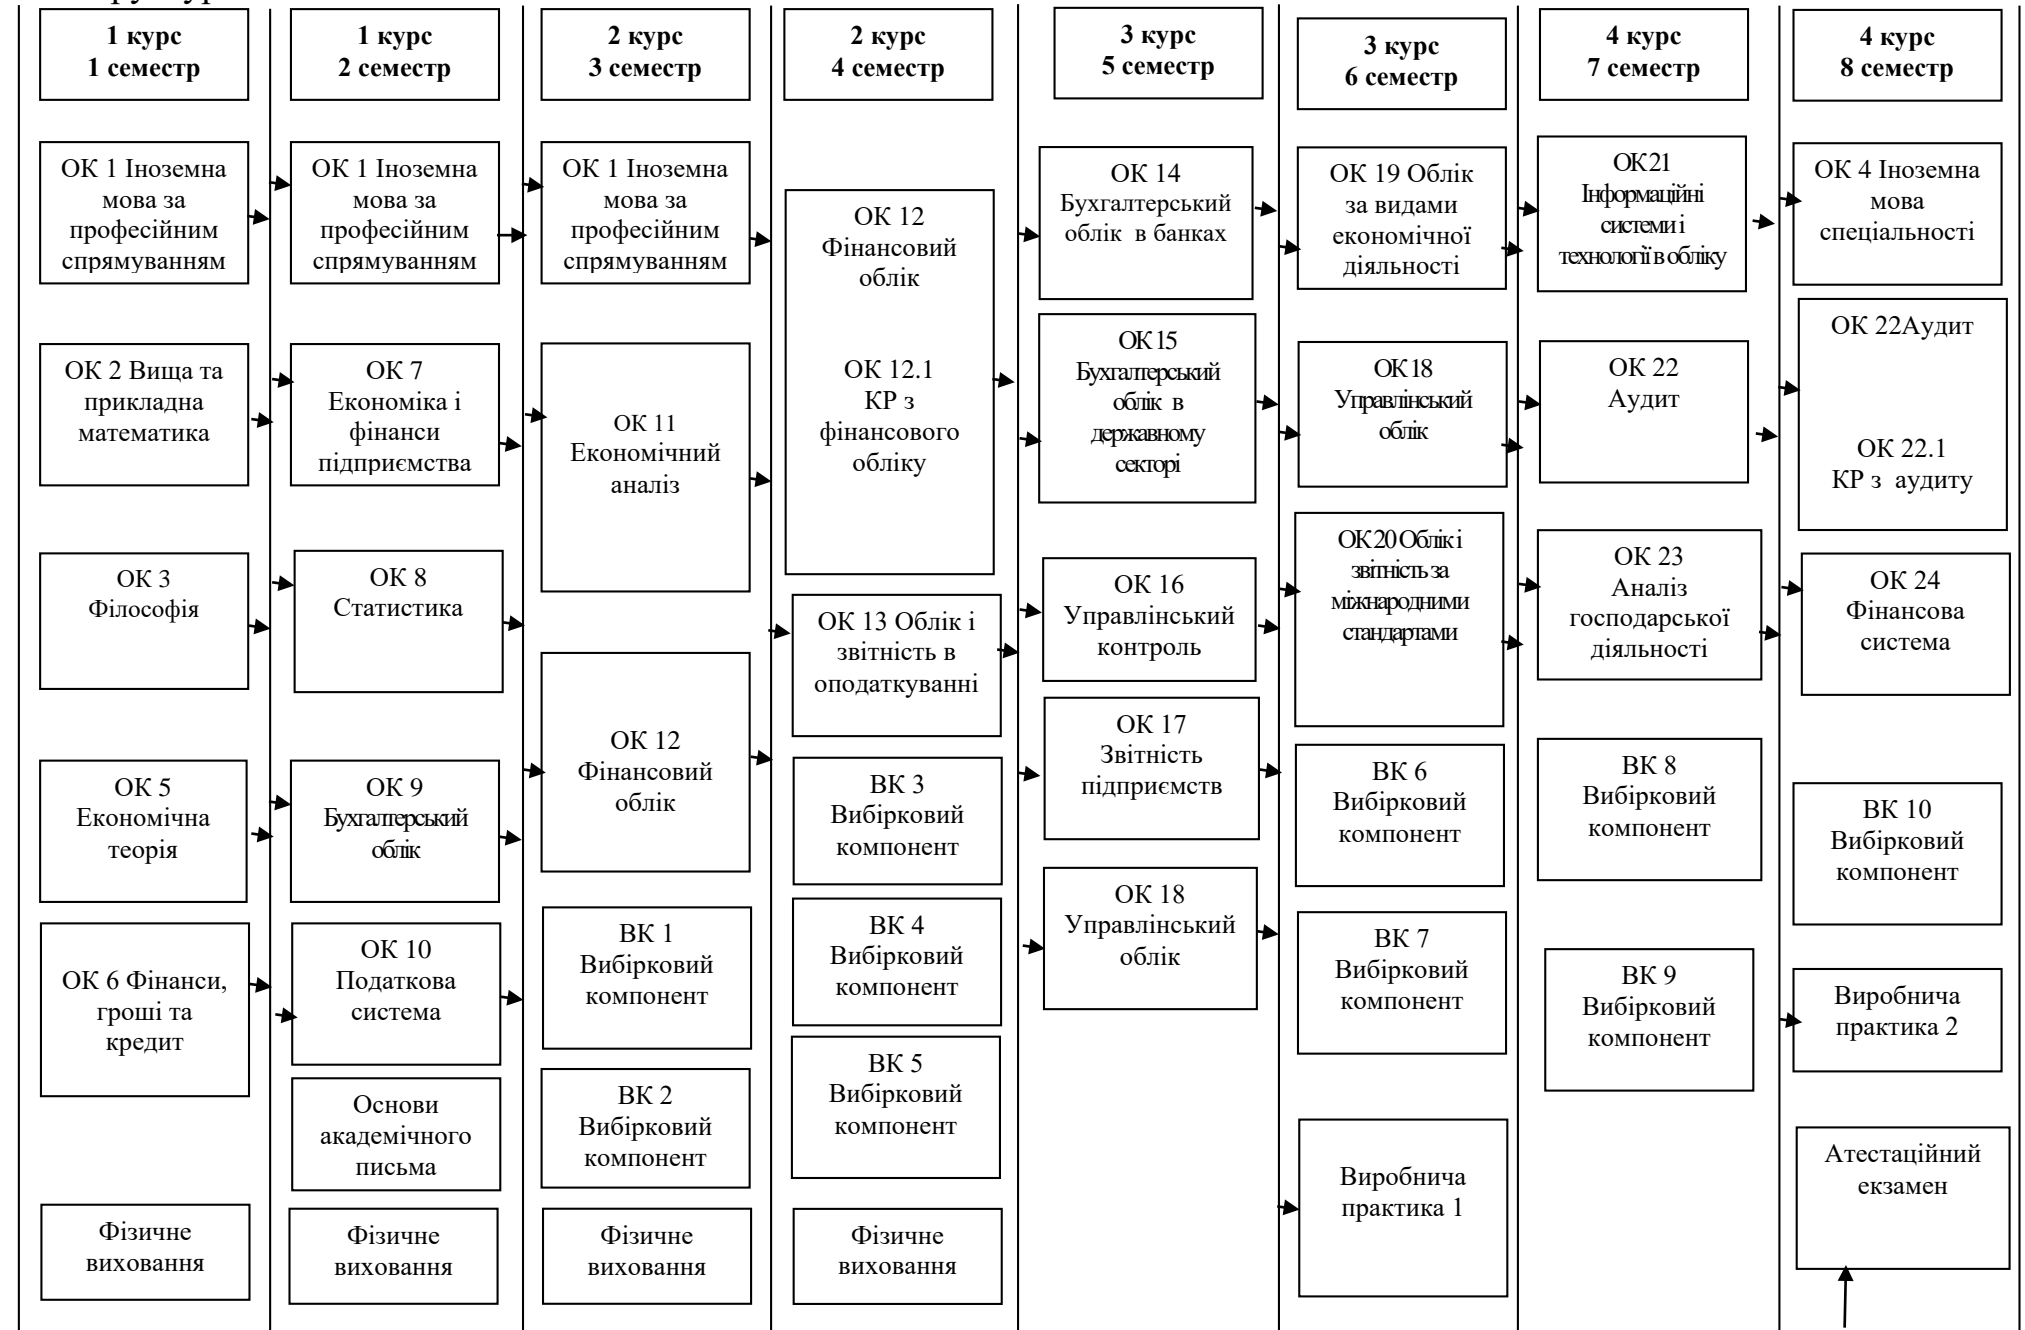 1 курс
1 семестр
1 курс
2 семестр
2 курс
3 семестр
2 курс
4 семестр
3 курс
5 семестр
3 курс
6 семестр
4 курс
7 семестр
4 курс
8 семестр
ОК 1 Іноземна
мова за
професійним
спрямуванням
ОК 2 Вища та
прикладна
математика
ОК 3
Філософія
ОК 5
Економічна
теорія
ОК 6 Фінанси,
гроші та
кредит
Фізичне
виховання
ОК 1 Іноземна
мова за
професійним
спрямуванням
ОК 7
Економіка і
фінанси
підприємства
ОК 8
Статистика
ОК 9
Бухгалтерський
облік
ОК 10
Податкова
система
Основи
академічного
письма
Фізичне
виховання
ОК 1 Іноземна
мова за
професійним
спрямуванням
ОК 11
Економічний
аналіз
ОК 12
Фінансовий
облік
ВК 1
Вибірковий
компонент
ВК 2
Вибірковий
компонент
Фізичне
виховання
ОК 12
Фінансовий
облік
ОК 12.1
КР з
фінансового
обліку
ОК 13 Облік і
звітність в
оподаткуванні
ВК 3
Вибірковий
компонент
ВК 4
Вибірковий
компонент
ВК 5
Вибірковий
компонент
Фізичне
виховання
ОК 14
Бухгалтерський
облік в банках
ОК 15
Бухгалтерський
облік в
державному
секторі
ОК 16
Управлінський
контроль
ОК 17
Звітність
підприємств
ОК 18
Управлінський
облік
ОК 19 Облік
за видами
економічної
діяльності
ОК 18
Управлінський
облік
ОК 20 Облік і
звітність за
міжнародними
стандартами
ВК 6
Вибірковий
компонент
ВК 7
Вибірковий
компонент
Виробнича
практика 1
ОК 21
Інформаційні
системи і
технології в обліку
ОК 22
Аудит
ОК 23
Аналіз
господарської
діяльності
ВК 8
Вибірковий
компонент
ВК 9
Вибірковий
компонент
ОК 4 Іноземна
мова
спеціальності
ОК 22Аудит
ОК 22.1
КР з аудиту
ОК 24
Фінансова
система
ВК 10
Вибірковий
компонент
Виробнича
практика 2
Атестаційний
екзамен